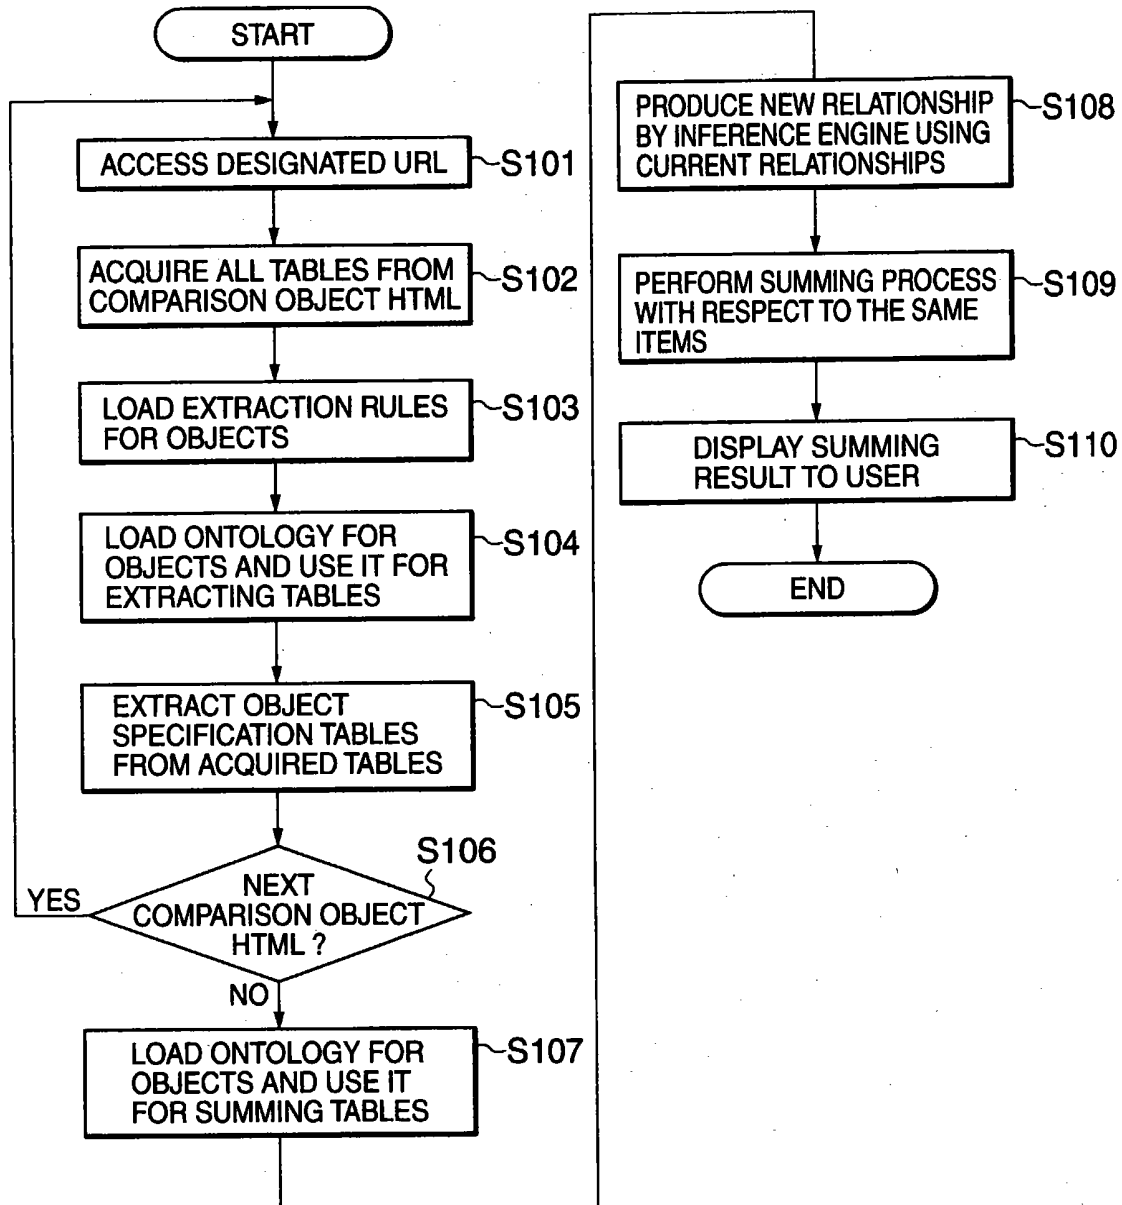 START
ACCESS DESIGNATED URL
S101
ACQUIRE ALL TABLES FROM
COMPARISON OBJECT HTML
S102
LOAD EXTRACTION RULES
FOR OBJECTS
S103
LOAD ONTOLOGY FOR
OBJECTS AND USE IT FOR
EXTRACTING TABLES
S104
EXTRACT OBJECT
SPECIFICATION TABLES
FROM ACQUIRED TABLES
S105
S106
NEXT
COMPARISON OBJECT
HTML ?
YES
NO
LOAD ONTOLOGY FOR
OBJECTS AND USE IT
FOR SUMMING TABLES
S107
PRODUCE NEW RELATIONSHIP
BY INFERENCE ENGINE USING
CURRENT RELATIONSHIPS
S108
PERFORM SUMMING PROCESS
WITH RESPECT TO THE SAME
ITEMS
S109
DISPLAY SUMMING
RESULT TO USER
S110
END